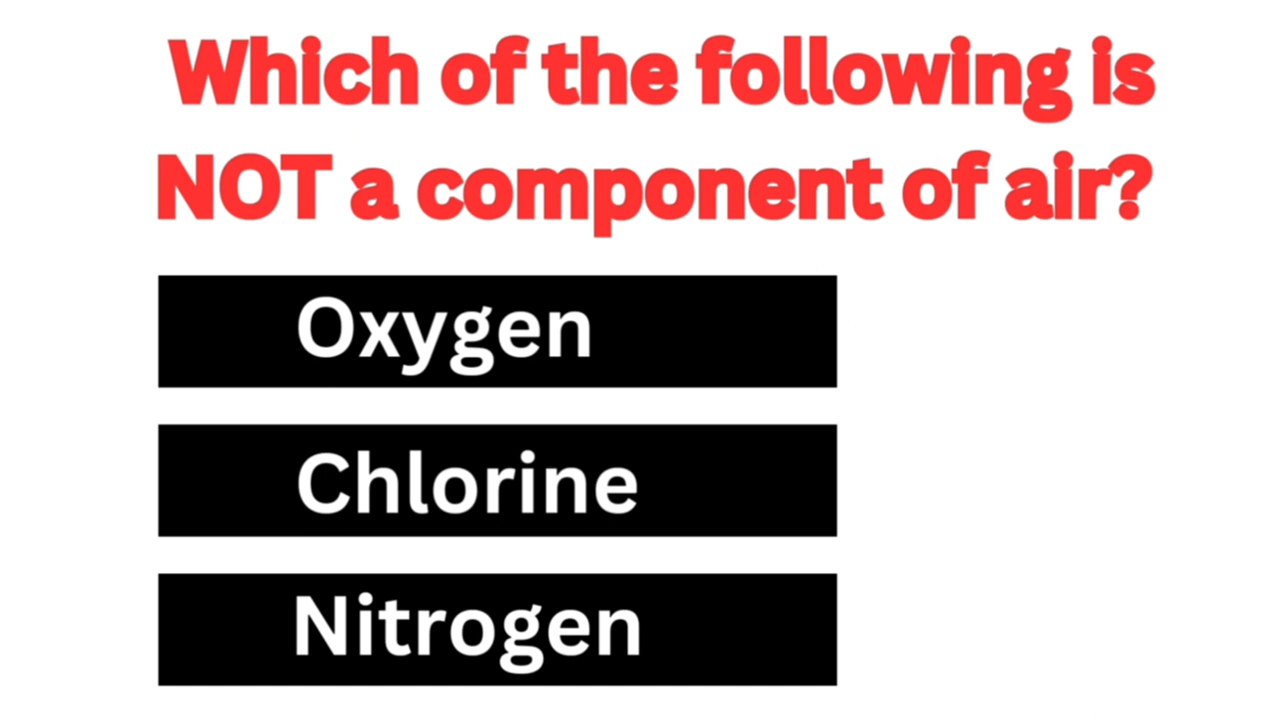 Which of the following is
NOT a component of air?
Oxygen
Chlorine
Nitrogen